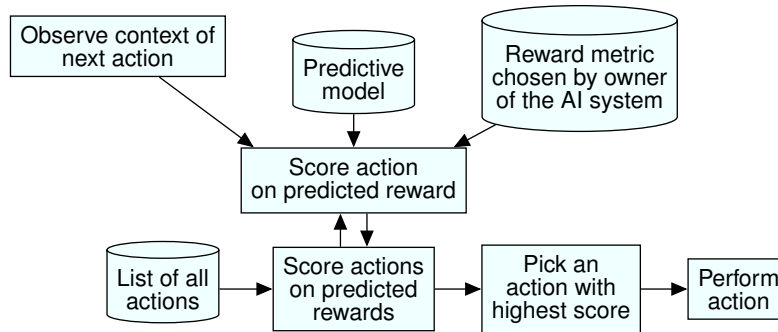 Observe context of
next action
Predictive
model
Reward metric
chosen by owner
of the AI system
Score action
on predicted reward
List of all
actions
Score actions
on predicted
rewards
Pick an
action with
highest score
Perform
action